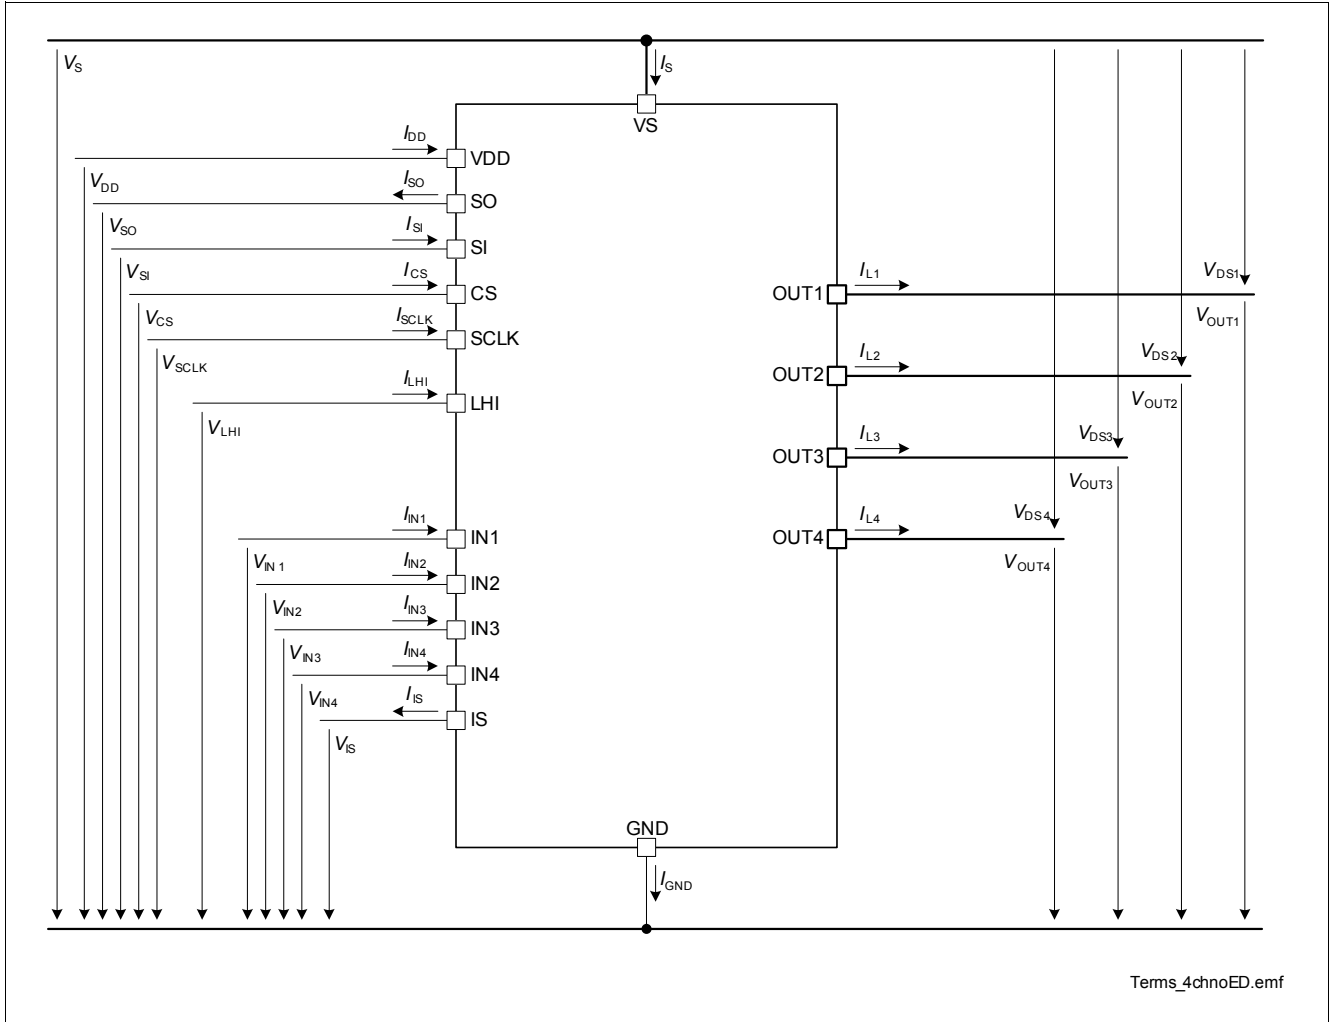 VS
IS
VS
IDD
VDD
VDD
ISO
SO
VSO
ISI
SI
VSI
ICS
CS
VCS
ISCLK
SCLK
VSCLK
ILHI
LHI
VLHI
IIN1
IN1
VIN 1
IIN2
IN2
VIN2
IIN3
IN3
VIN3
IIN4
IN4
VIN4
IIS
IS
VIS
OUT1
IL1
VDS1
VOUT1
OUT2
IL2
VDS2
VOUT2
OUT3
IL3
VDS3
VOUT3
OUT4
IL4
VDS4
VOUT4
GND
IGND
Terms_4chnoED.emf